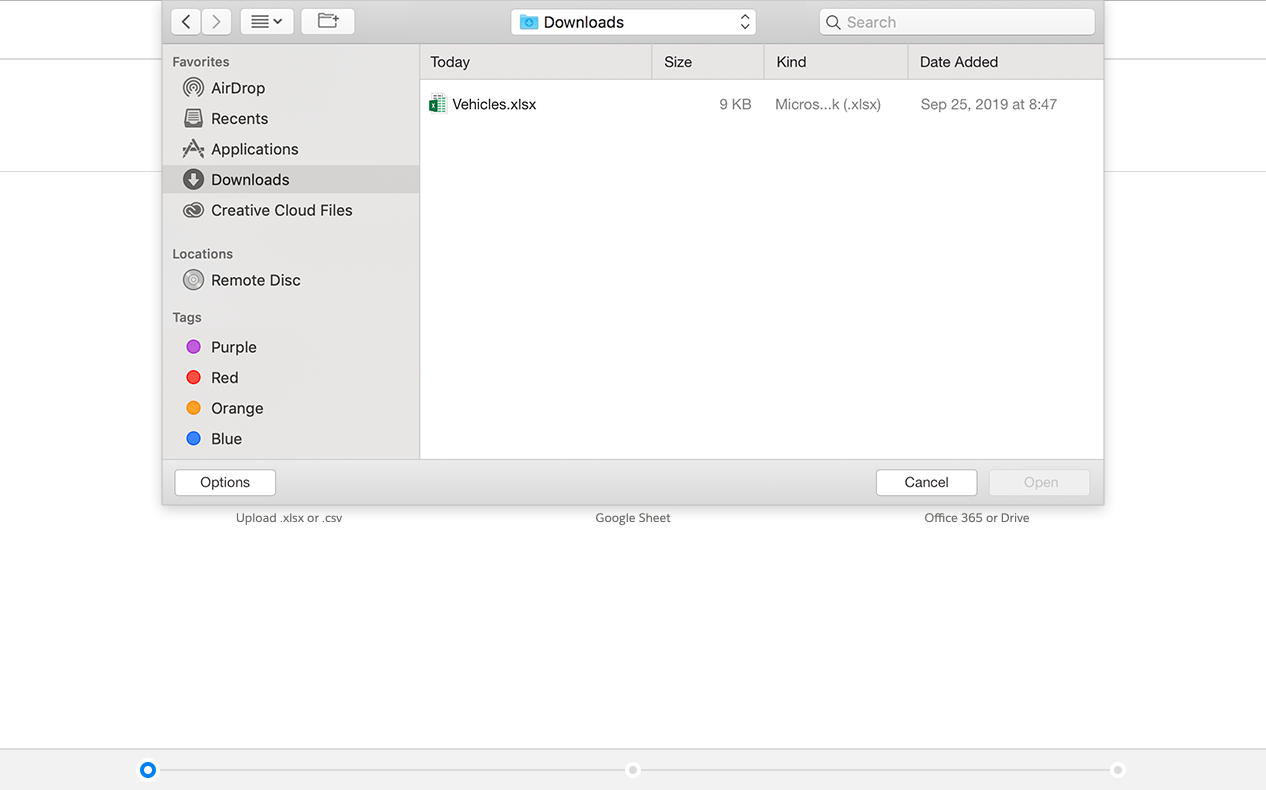 Downloads
Search
Favorites
AirDrop
Recents
Applications
Downloads
Creative Cloud Files
Locations
Remote Disc
Tags
Purple
Red
Orange
Blue
Today Size Kind Date Added
Vehicles.xlsx 9 KB Micros...k (.xlsx) Sep 25, 2019 at 8:47
Options Cancel Open
Upload .xlsx or .csv Google Sheet Office 365 or Drive